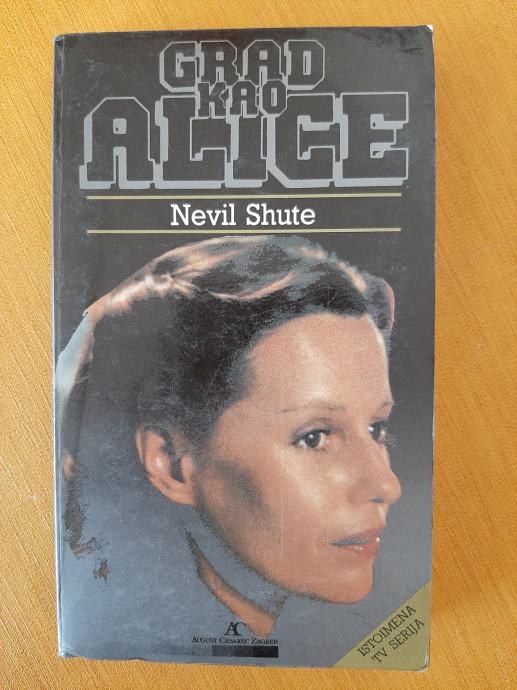 GRAD
KAO
ALICE
Nevil Shute
AC
AUGUST CESAREC ZAGREB
ISTOIMENA
TV SERIJA